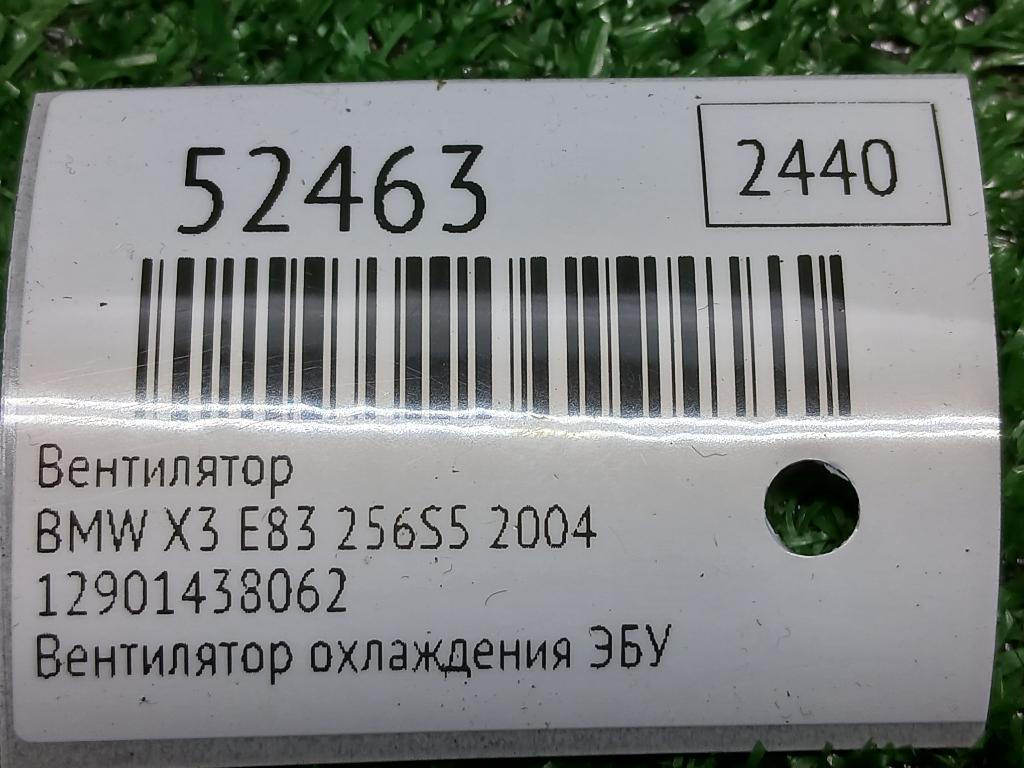 52463
2440
Вентилятор
BMW X3 E83 256S5 2004
12901438062
Вентилятор охлаждения ЭБУ